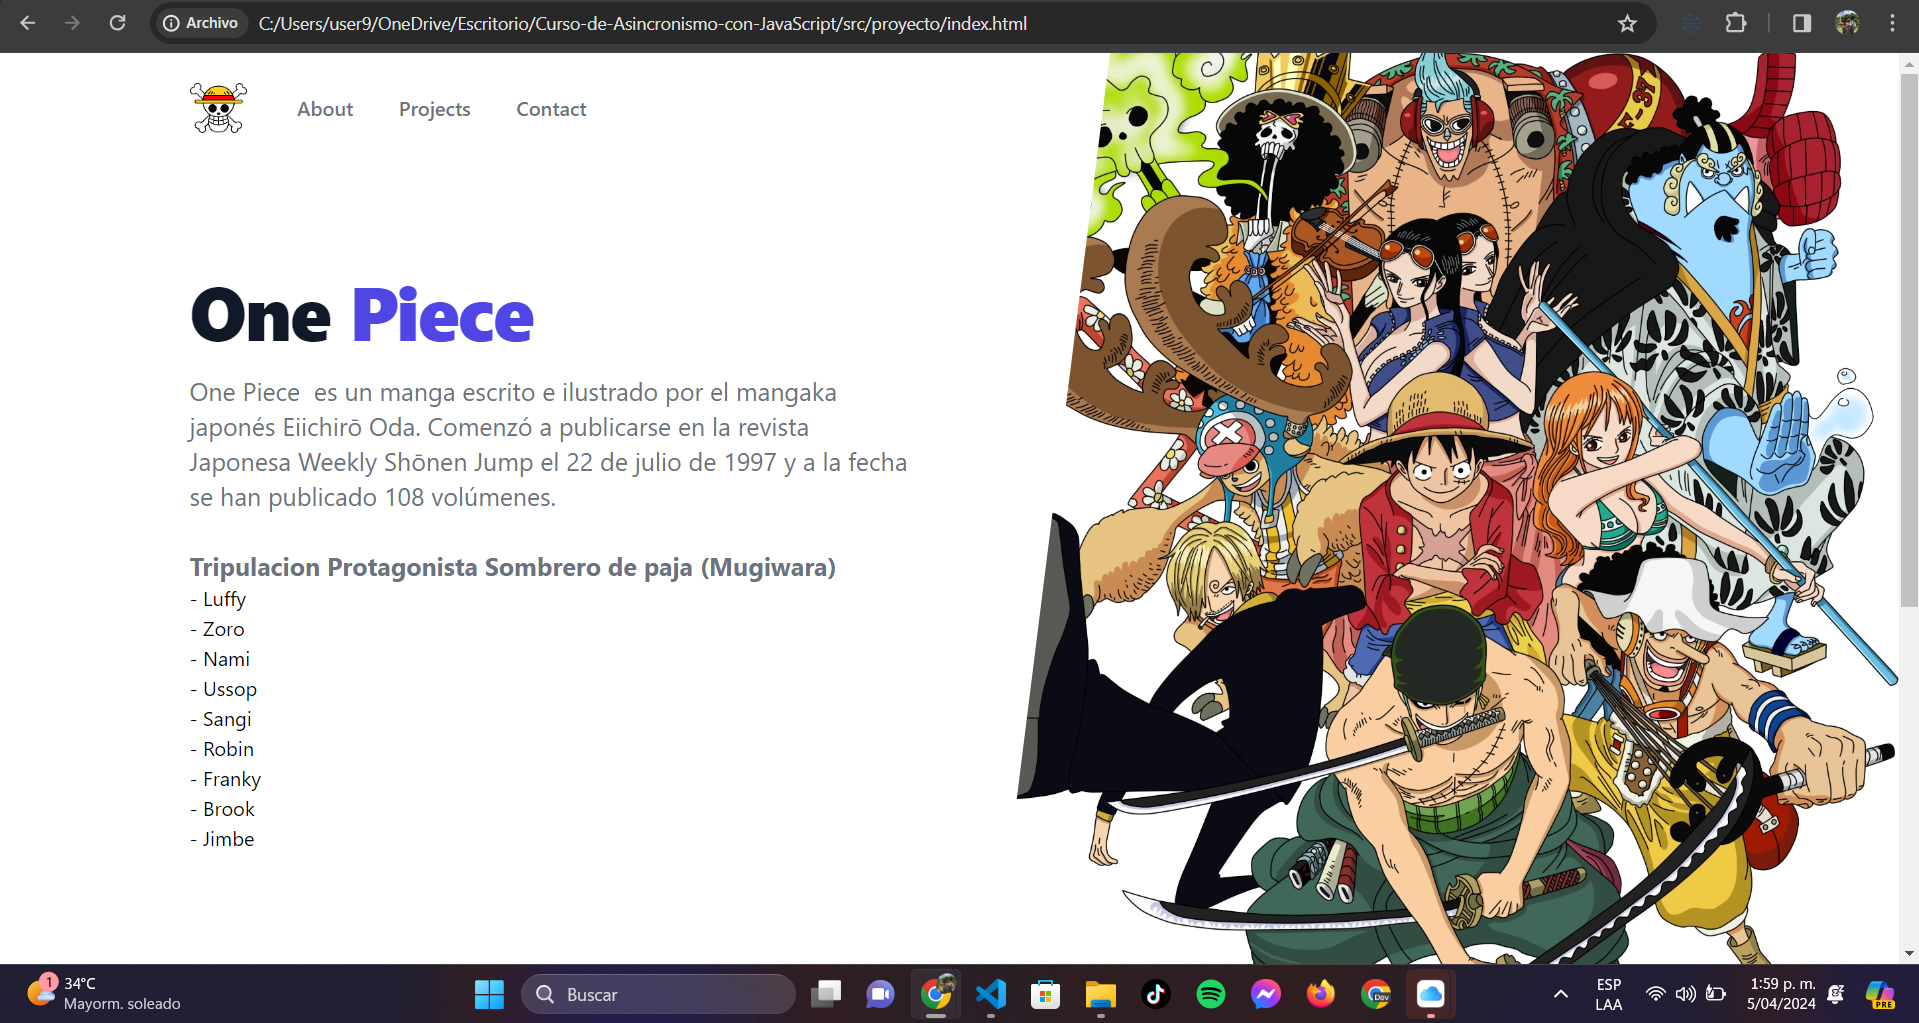 Archivo C:/Users/user9/OneDrive/Escritorio/Curso-de-Asincronismo-con-JavaScript/src/proyecto/index.html
About Projects Contact
7-37
One Piece
One Piece  es un manga escrito e ilustrado por el mangaka
japonés Eiichirō Oda. Comenzó a publicarse en la revista
Japonesa Weekly Shōnen Jump el 22 de julio de 1997 y a la fecha
se han publicado 108 volúmenes.
Tripulacion Protagonista Sombrero de paja (Mugiwara)
- Luffy
- Zoro
- Nami
- Ussop
- Sangi
- Robin
- Franky
- Brook
- Jimbe
1 34°C
Mayorm. soleado
Buscar
Dev
ESP
LAA
1:59 p. m.
5/04/2024
PRE